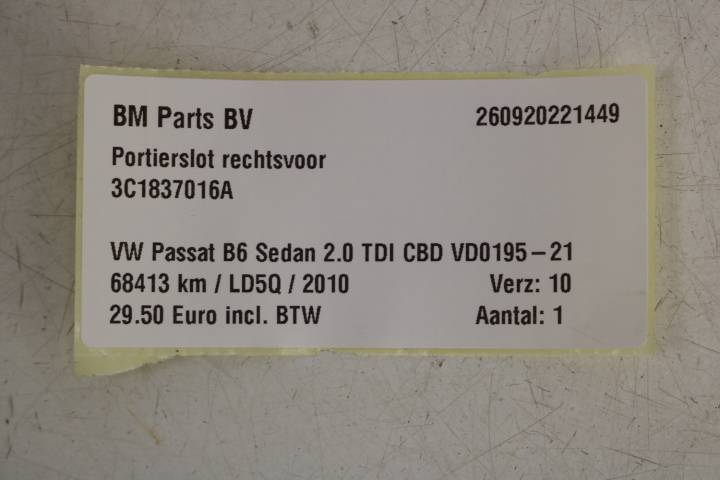 BM Parts BV 260920221449
Portierslot rechtsvoor
3C1837016A
VW Passat B6 Sedan 2.0 TDI CBD VD0195-21
68413 km / LD5Q / 2010 Verz: 10
29.50 Euro incl. BTW Aantal: 1